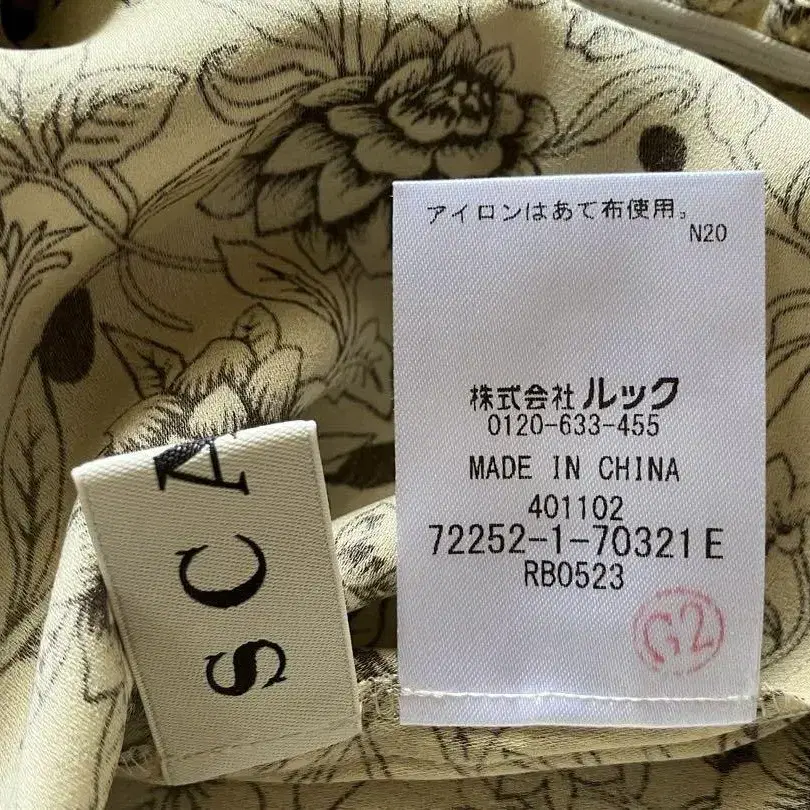 アイロンはあて布使用。
N20
株式会社 ルック
0120-633-455
MADE IN CHINA
401102
72252-1-70321 E
RB0523
G2
SCA